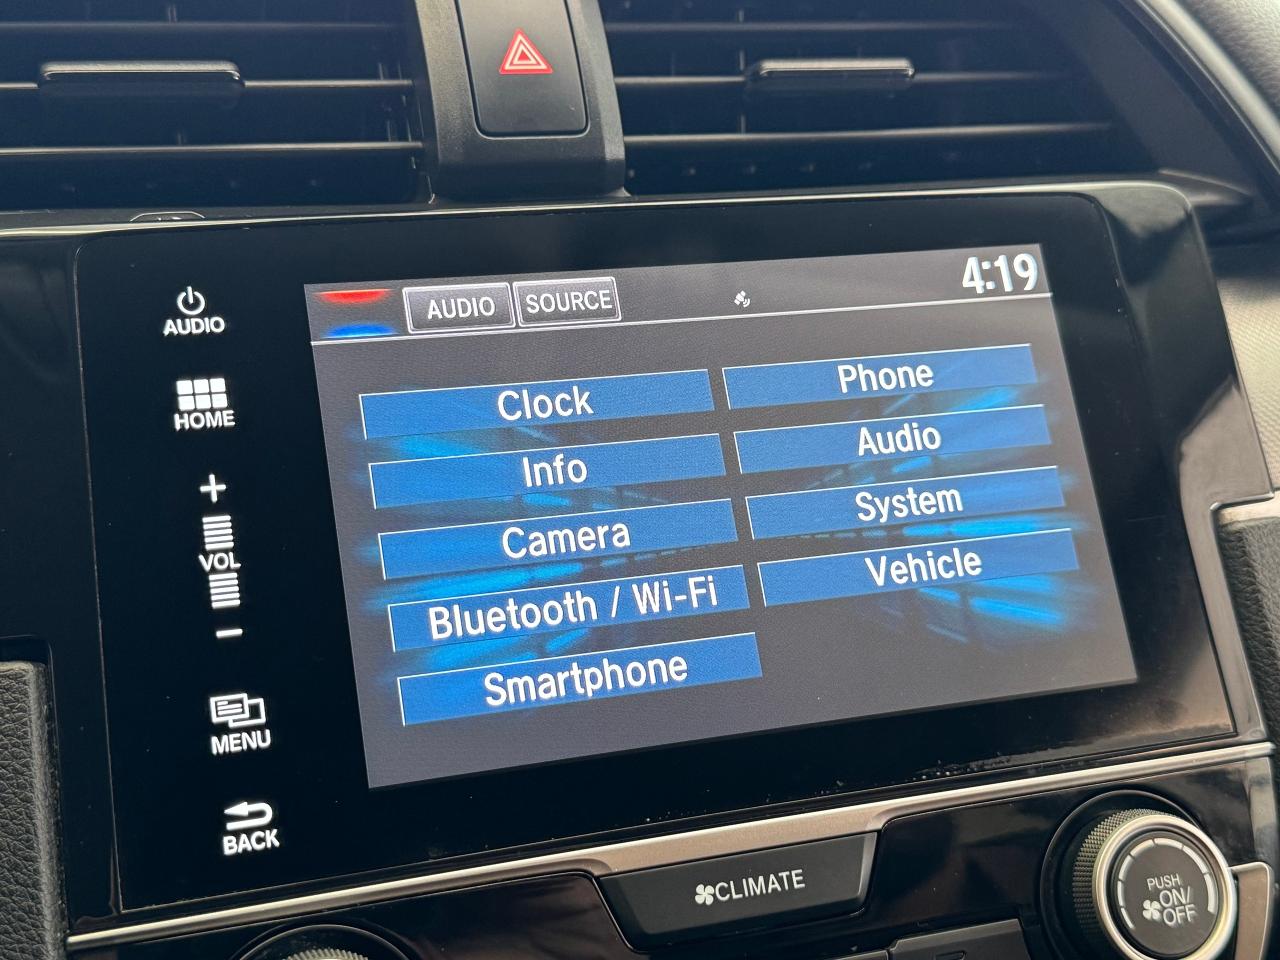 AUDIO
HOME
+
VOL
−
MENU
BACK
AUDIO SOURCE 4:19
Clock Phone
Info Audio
Camera System
Bluetooth / Wi-Fi Vehicle
Smartphone
CLIMATE
PUSH
ON/
OFF